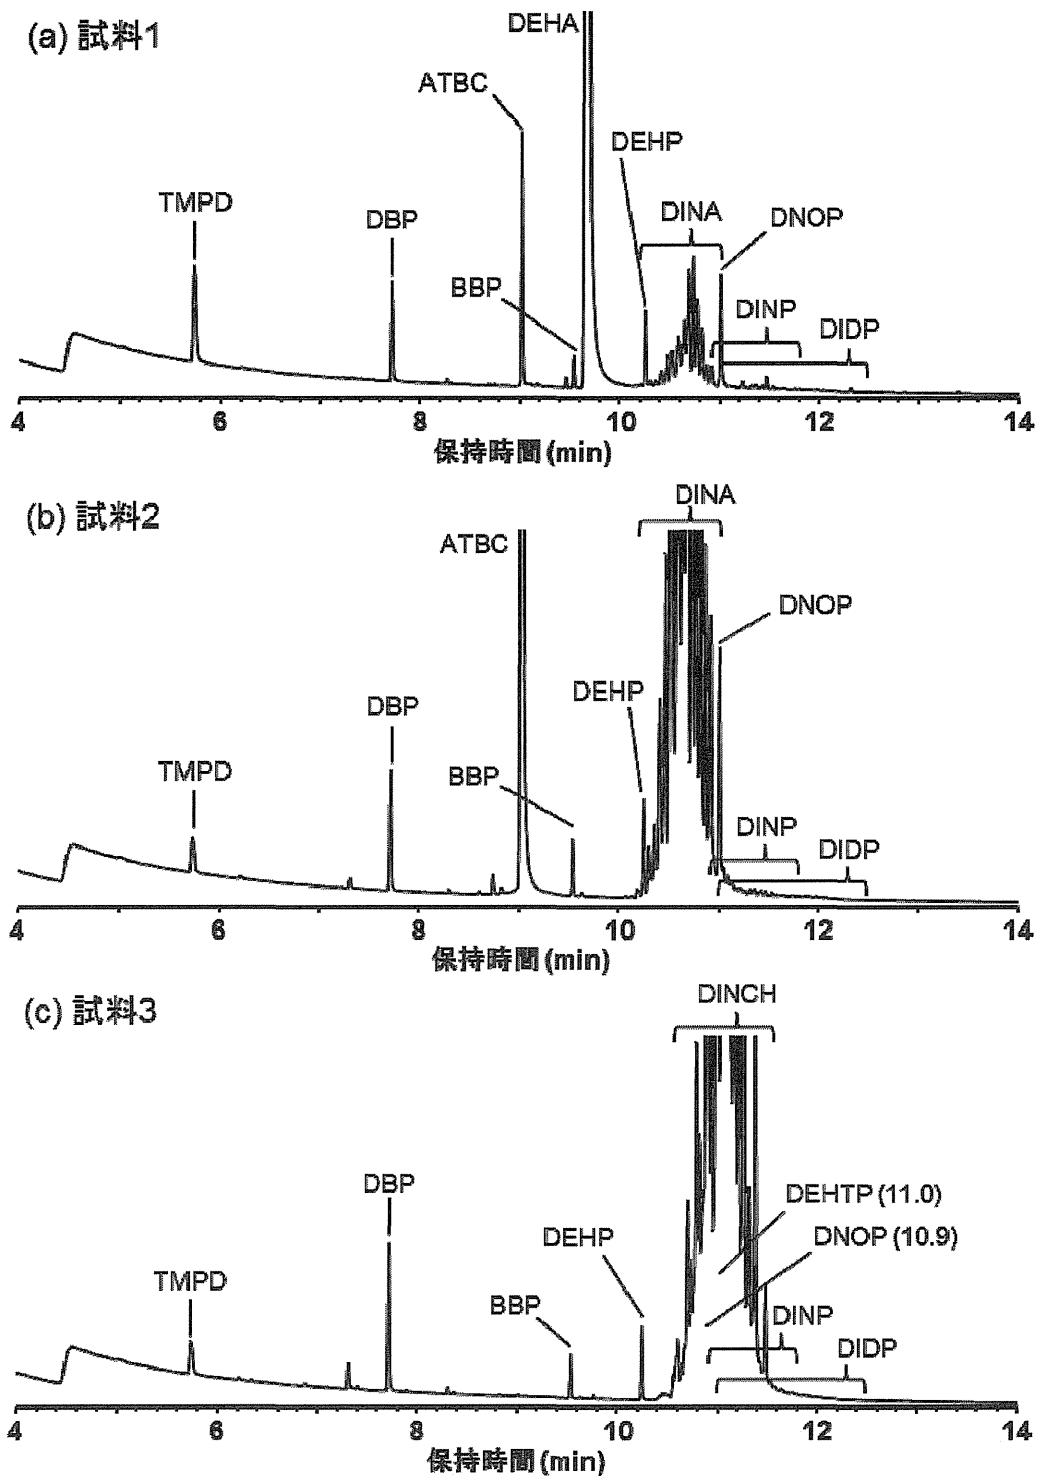 (a) 試料1
DEHA
ATBC
DEHP
TMPD
DBP
DINA
DNOP
BBP
DINP
DIDP
4 6 8 10 12 14
保持時間(min)
(b) 試料2
DINA
ATBC
DNOP
DEHP
DBP
TMPD
BBP
DINP
DIDP
4 6 8 10 12 14
保持時間(min)
(c) 試料3
DINCH
DBP
DEHTP (11.0)
DEHP
DNOP (10.9)
TMPD
BBP
DINP
DIDP
4 6 8 10 12 14
保持時間(min)